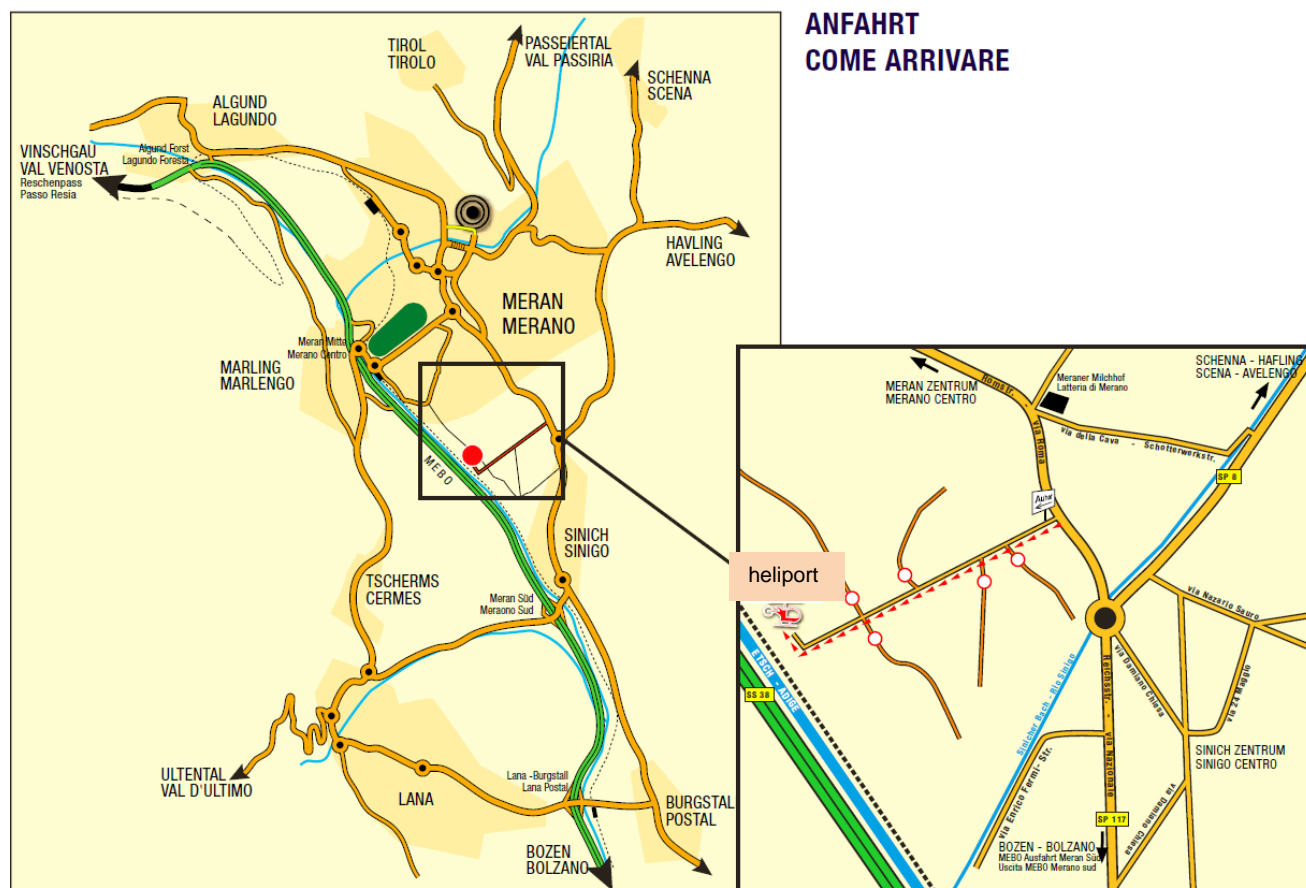 ANFAHRT
COME ARRIVARE
TIROL
TIROLO
PASSEIERTAL
VAL PASSIRIA
SCHENNA
SCENA
ALGUND
LAGUNDO
Algund Forst
Lagundo Foresta
VINSCHGAU
VAL VENOSTA
Reschenpass
Passo Resia
HAVLING
AVELENGO
MERAN
MERANO
Meran Mitte
Merano Centro
MARLING
MARLENGO
MEBO
SINICH
SINIGO
TSCHERMS
CERMES
Meran Süd
Meraono Sud
ULTENTAL
VAL D'ULTIMO
LANA
Lana -Burgstall
Lana Postal
BURGSTAL
POSTAL
BOZEN
BOLZANO
SCHENNA - HAFLING
SCENA - AVELENGO
MERAN ZENTRUM
MERANO CENTRO
Meraner Milchhof
Latteria di Merano
Romstr. - via Roma
via della Cava - Schotterwerkstr.
SP 8
heliport
via Nazario Sauro
ETSCH - ADIGE
SS 38
Sinicher Bach - Rio Sinigo
Reichsstr. - via Nazionale
via Damiano Chiesa
via 24 Maggio
SINICH ZENTRUM
SINIGO CENTRO
via Enrico Fermi- Str.
via Damiano Chiesa
SP 117
BOZEN - BOLZANO
MEBO Ausfahrt Meran Süd
Uscita MEBO Merano sud